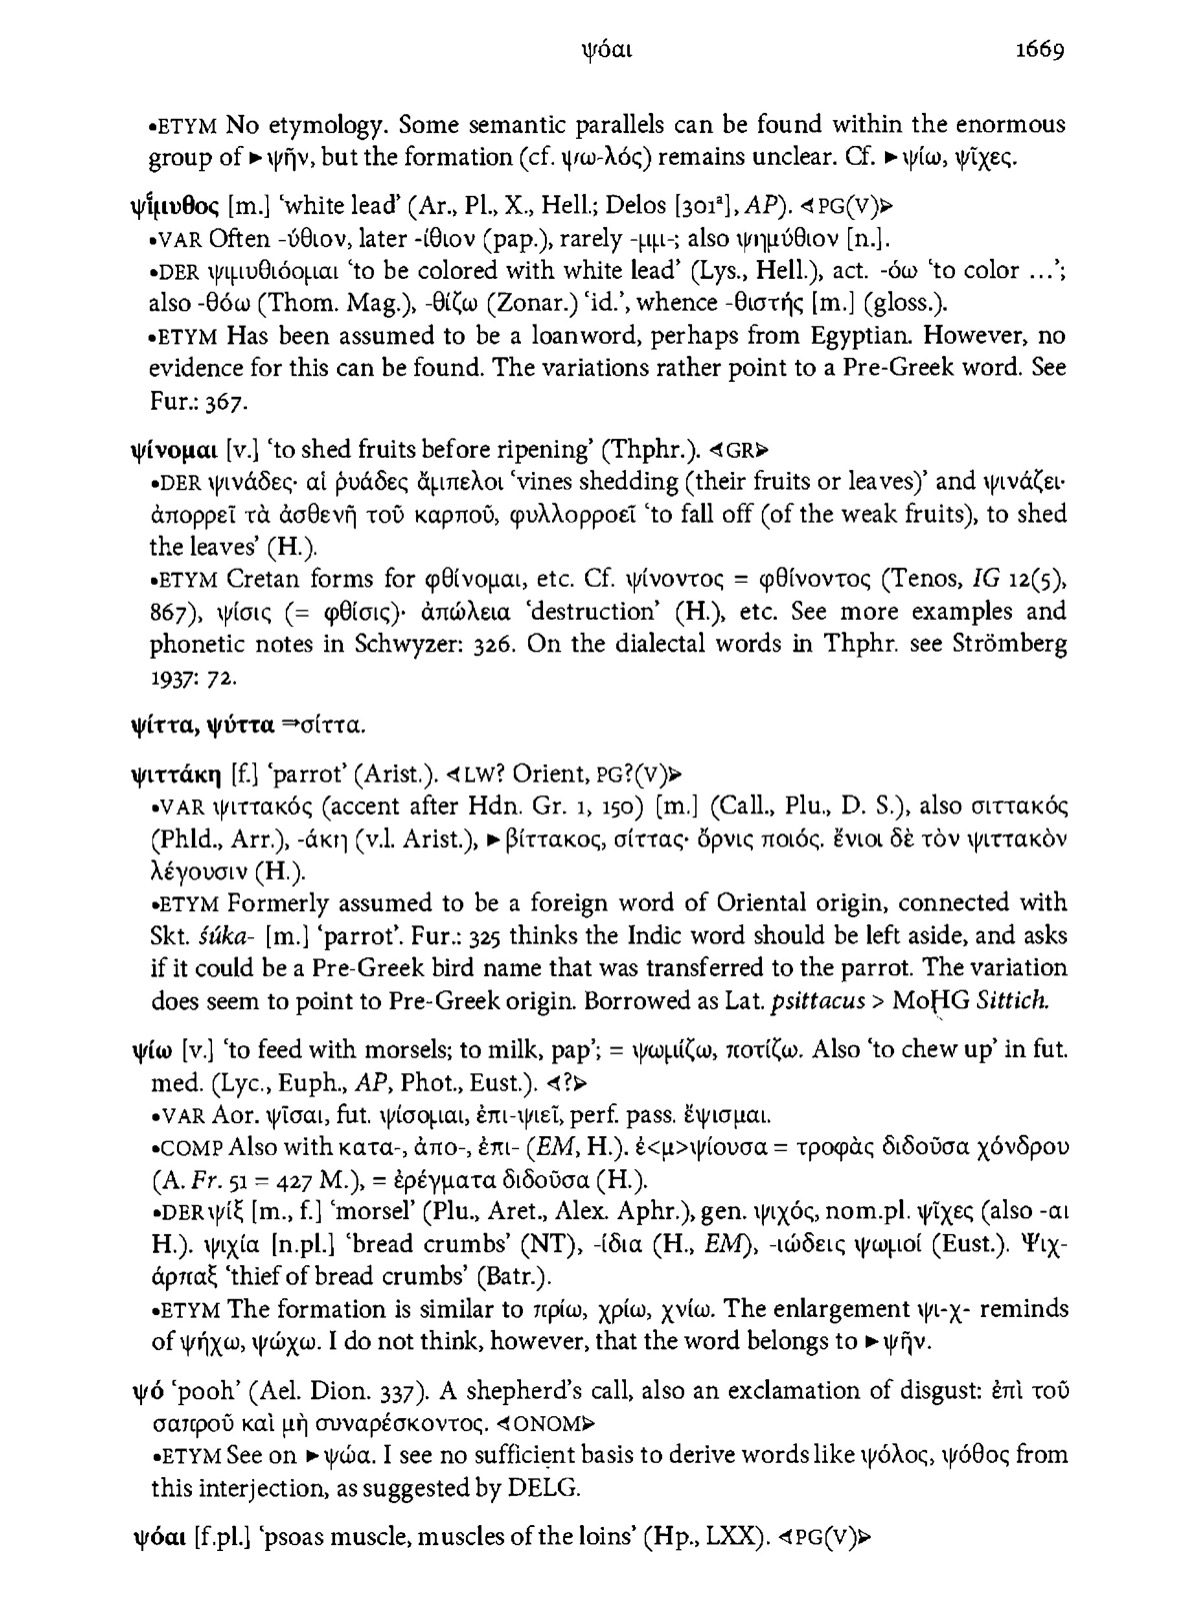 ψόαι 1669
•ETYM No etymology. Some semantic parallels can be found within the enormous
group of ►ψῆν, but the formation (cf. ψω-λός) remains unclear. Cf. ►ψίω, ψῖχες.
ψί̄μυθος [m.] ‘white lead’ (Ar., Pl., X., Hell.; Delos [301ᵃ], AP). ◁PG(V)▷
•VAR Often -ύθιον, later -ίθιον (pap.), rarely -μμι-; also ψημύθιον [n.].
•DER ψιμυθιόομαι ‘to be colored with white lead’ (Lys., Hell.), act. -όω ‘to color ...’;
also -θόω (Thom. Mag.), -θίζω (Zonar.) ‘id.’, whence -θιστής [m.] (gloss.).
•ETYM Has been assumed to be a loanword, perhaps from Egyptian. However, no
evidence for this can be found. The variations rather point to a Pre-Greek word. See
Fur.: 367.
ψίνομαι [v.] ‘to shed fruits before ripening’ (Thphr.). ◁GR▷
•DER ψινάδες· αἱ ῥυάδες ἄμπελοι ‘vines shedding (their fruits or leaves)’ and ψινάζει·
ἀπορρεῖ τὰ ἀσθενῆ τοῦ καρποῦ, φυλλορροεῖ ‘to fall off (of the weak fruits), to shed
the leaves’ (H.).
•ETYM Cretan forms for φθίνομαι, etc. Cf. ψίνοντος = φθίνοντος (Tenos, IG 12(5),
867), ψίσις (= φθίσις)· ἀπώλεια ‘destruction’ (H.), etc. See more examples and
phonetic notes in Schwyzer: 326. On the dialectal words in Thphr. see Strömberg
1937: 72.
ψίττα, ψύττα ⇒σίττα.
ψιττάκη [f.] ‘parrot’ (Arist.). ◁LW? Orient, PG?(V)▷
•VAR ψιττακός (accent after Hdn. Gr. 1, 150) [m.] (Call., Plu., D. S.), also σιττακός
(Phld., Arr.), -άκη (v.l. Arist.), ►βίττακος, σίττας· ὄρνις ποιός. ἔνιοι δὲ τὸν ψιττακὸν
λέγουσιν (H.).
•ETYM Formerly assumed to be a foreign word of Oriental origin, connected with
Skt. śúka- [m.] ‘parrot’. Fur.: 325 thinks the Indic word should be left aside, and asks
if it could be a Pre-Greek bird name that was transferred to the parrot. The variation
does seem to point to Pre-Greek origin. Borrowed as Lat. psittacus > MoHG Sittich.
ψίω [v.] ‘to feed with morsels; to milk, pap’; = ψωμίζω, ποτίζω. Also ‘to chew up’ in fut.
med. (Lyc., Euph., AP, Phot., Eust.). ◁?▷
•VAR Aor. ψῖσαι, fut. ψίσομαι, ἐπι-ψιεῖ, perf. pass. ἔψισμαι.
•COMP Also with κατα-, ἀπο-, ἐπι- (EM, H.). ἐ<μ>ψίουσα = τροφὰς διδοῦσα χόνδρου
(A. Fr. 51 = 427 M.), = ἐρέγματα διδοῦσα (H.).
•DER ψίξ [m., f.] ‘morsel’ (Plu., Aret., Alex. Aphr.), gen. ψιχός, nom.pl. ψῖχες (also -αι
H.). ψιχία [n.pl.] ‘bread crumbs’ (NT), -ίδια (H., EM), -ιώδεις ψωμοί (Eust.). Ψιχ-
άρπαξ ‘thief of bread crumbs’ (Batr.).
•ETYM The formation is similar to πρίω, χρίω, χνίω. The enlargement ψι-χ- reminds
of ψήχω, ψώχω. I do not think, however, that the word belongs to ►ψῆν.
ψό ‘pooh’ (Ael. Dion. 337). A shepherd’s call, also an exclamation of disgust: ἐπὶ τοῦ
σαπροῦ καὶ μὴ συναρέσκοντος. ◁ONOM▷
•ETYM See on ►ψώα. I see no sufficient basis to derive words like ψόλος, ψόθος from
this interjection, as suggested by DELG.
ψόαι [f.pl.] ‘psoas muscle, muscles of the loins’ (Hp., LXX). ◁PG(V)▷